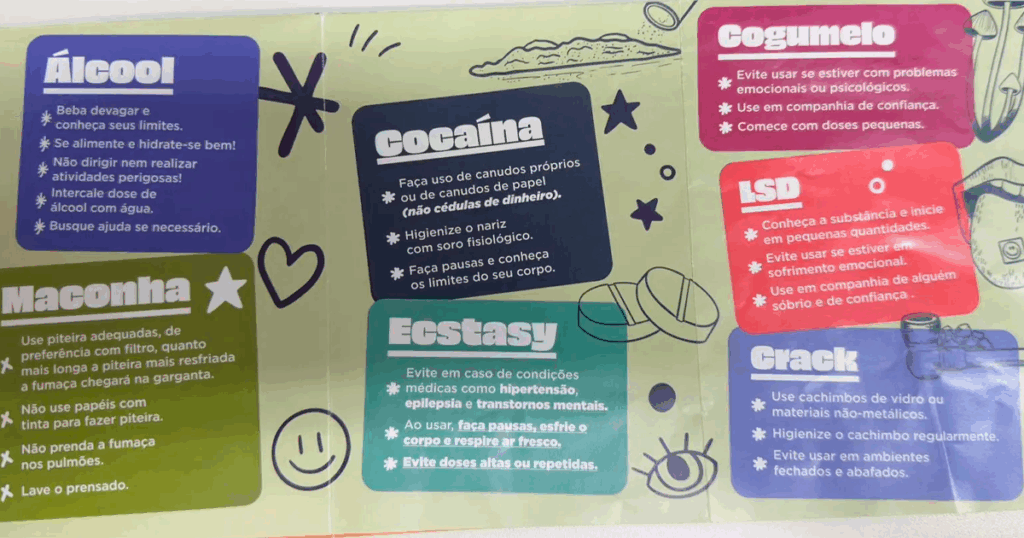 Álcool
Beba devagar e
conheça seus limites.
Se alimente e hidrate-se bem!
Não dirigir nem realizar
atividades perigosas!
Intercale dose de
álcool com água.
Busque ajuda se necessário.
Maconha
Use piteira adequadas, de
preferência com filtro, quanto
mais longa a piteira mais resfriada
a fumaça chegará na garganta.
Não use papéis com
tinta para fazer piteira.
Não prenda a fumaça
nos pulmões.
Lave o prensado.
Cocaína
Faça uso de canudos próprios
ou de canudos de papel
(não cédulas de dinheiro).
Higienize o nariz
com soro fisiológico.
Faça pausas e conheça
os limites do seu corpo.
Ecstasy
Evite em caso de condições
médicas como hipertensão,
epilepsia e transtornos mentais.
Ao usar, faça pausas, esfrie o
corpo e respire ar fresco.
Evite doses altas ou repetidas.
Cogumelo
Evite usar se estiver com problemas
emocionais ou psicológicos.
Use em companhia de confiança.
Comece com doses pequenas.
LSD
Conheça a substância e inicie
em pequenas quantidades.
Evite usar se estiver em
sofrimento emocional.
Use em companhia de alguém
sóbrio e de confiança .
Crack
Use cachimbos de vidro ou
materiais não-metálicos.
Higienize o cachimbo regularmente.
Evite usar em ambientes
fechados e abafados.